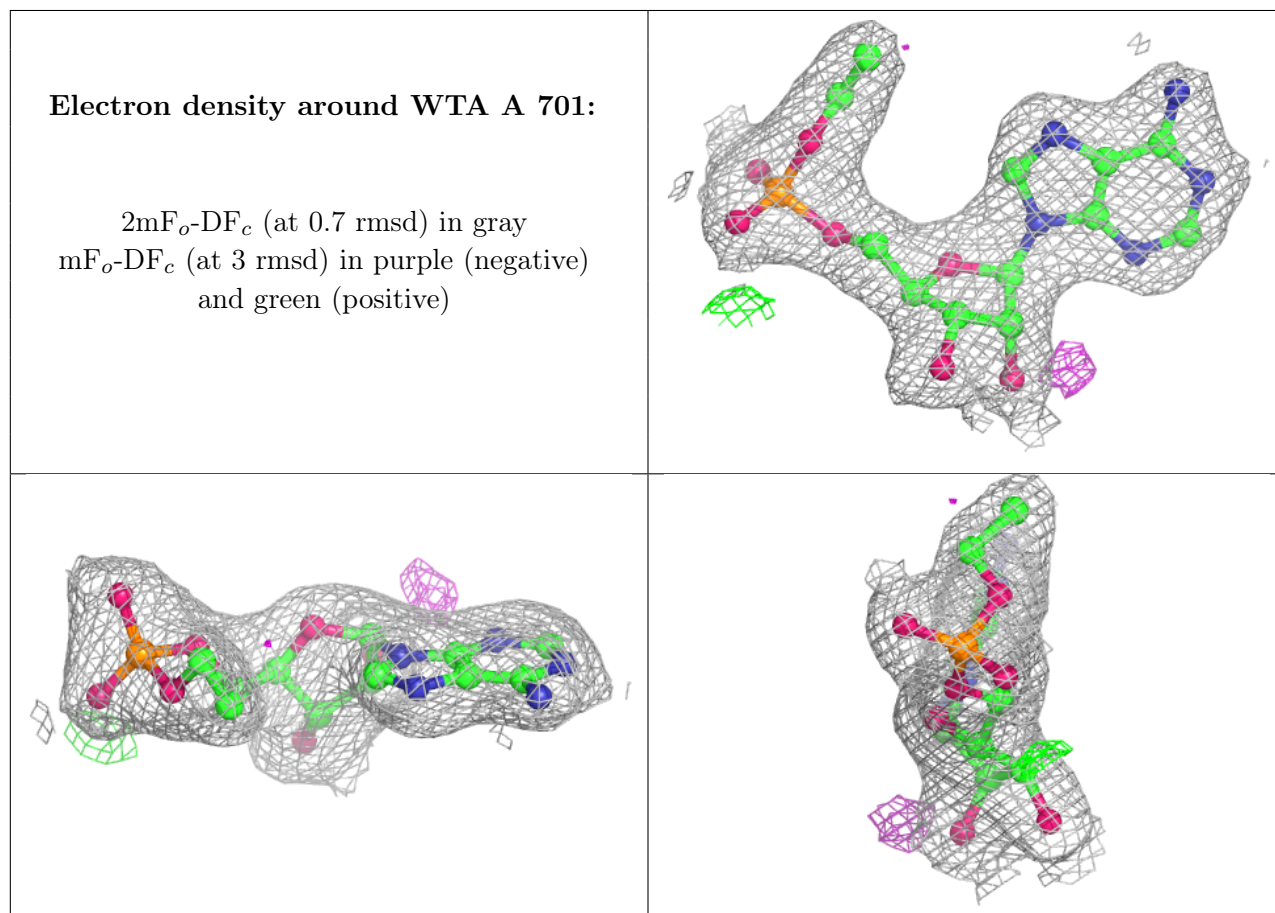 Electron density around WTA A 701:
2mFo-DFc (at 0.7 rmsd) in gray
mFo-DFc (at 3 rmsd) in purple (negative)
and green (positive)